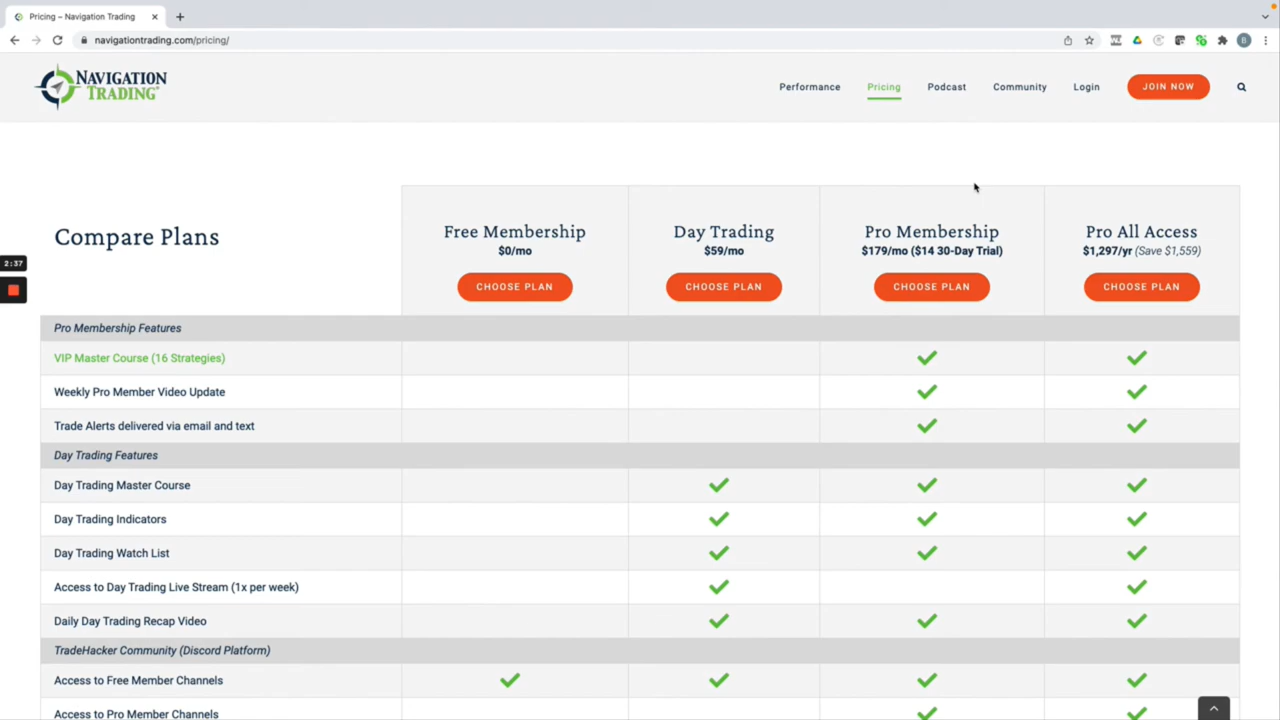 Pricing – Navigation Trading
navigationtrading.com/pricing/
B
NAVIGATION
TRADING
Performance
Pricing
Podcast
Community
Login
JOIN NOW
Compare Plans
Free Membership
$0/mo
CHOOSE PLAN
Day Trading
$59/mo
CHOOSE PLAN
Pro Membership
$179/mo ($14 30-Day Trial)
CHOOSE PLAN
Pro All Access
$1,297/yr (Save $1,559)
CHOOSE PLAN
2:37
Pro Membership Features
VIP Master Course (16 Strategies)
Weekly Pro Member Video Update
Trade Alerts delivered via email and text
Day Trading Features
Day Trading Master Course
Day Trading Indicators
Day Trading Watch List
Access to Day Trading Live Stream (1x per week)
Daily Day Trading Recap Video
TradeHacker Community (Discord Platform)
Access to Free Member Channels
Access to Pro Member Channels